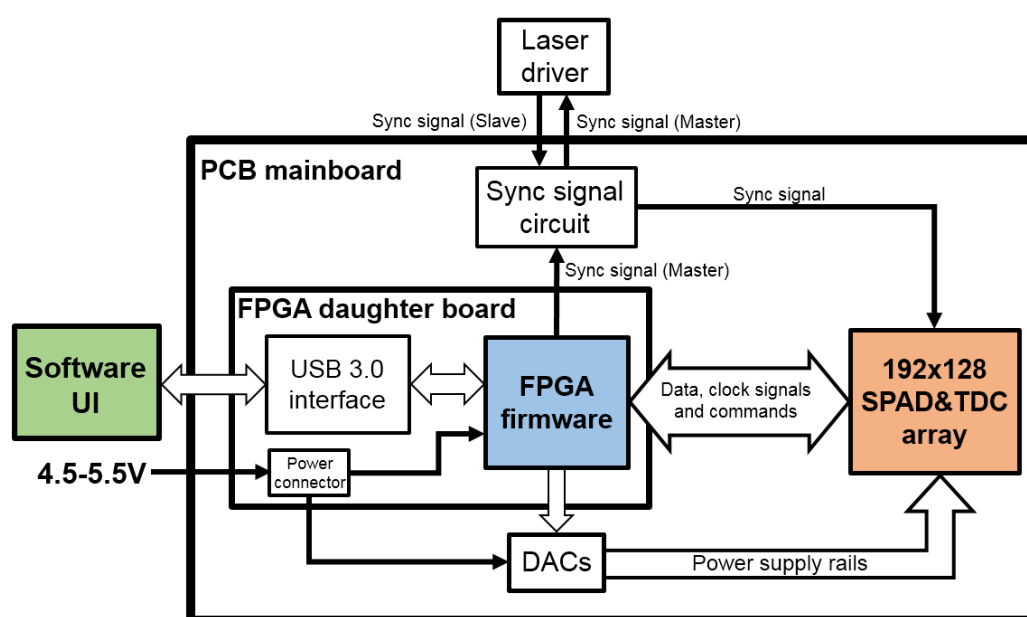 Laser
driver
Sync signal (Slave)
Sync signal (Master)
PCB mainboard
Sync signal
circuit
Sync signal
Sync signal (Master)
FPGA daughter board
Software
UI
USB 3.0
interface
FPGA
firmware
Data, clock signals
and commands
192x128
SPAD&TDC
array
4.5-5.5V
Power
connector
DACs
Power supply rails